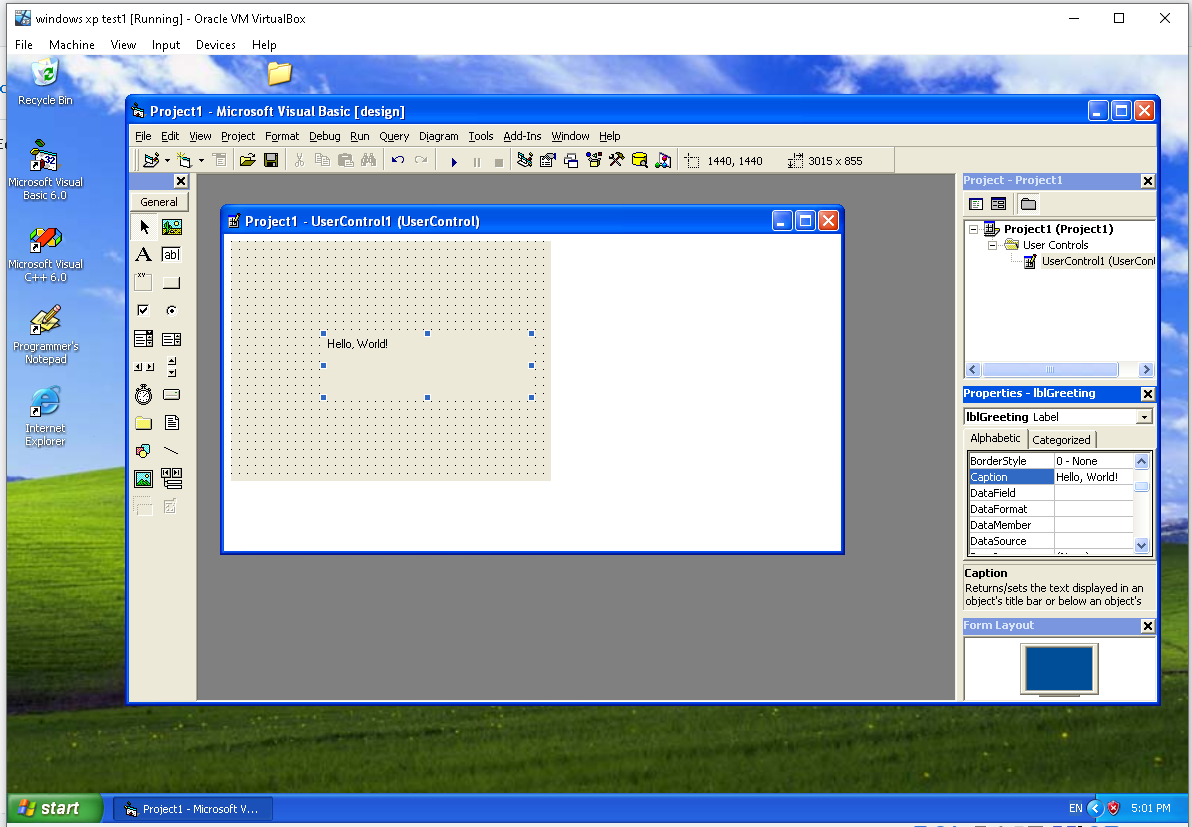 windows xp test1 [Running] - Oracle VM VirtualBox
File Machine View Input Devices Help
Recycle Bin
Microsoft Visual Basic 6.0
Microsoft Visual C++ 6.0
Programmer's Notepad
Internet Explorer
Project1 - Microsoft Visual Basic [design]
File Edit View Project Format Debug Run Query Diagram Tools Add-Ins Window Help
1440, 1440 3015 x 855
General
A
ab|
XY
Project1 - UserControl1 (UserControl)
Hello, World!
Project - Project1
Project1 (Project1)
User Controls
UserControl1 (UserCont
Properties - lblGreeting
lblGreeting Label
Alphabetic Categorized
BorderStyle 0 - None
Caption Hello, World!
DataField
DataFormat
DataMember
DataSource
Caption
Returns/sets the text displayed in an
object's title bar or below an object's
Form Layout
start
Project1 - Microsoft V...
EN 5:01 PM